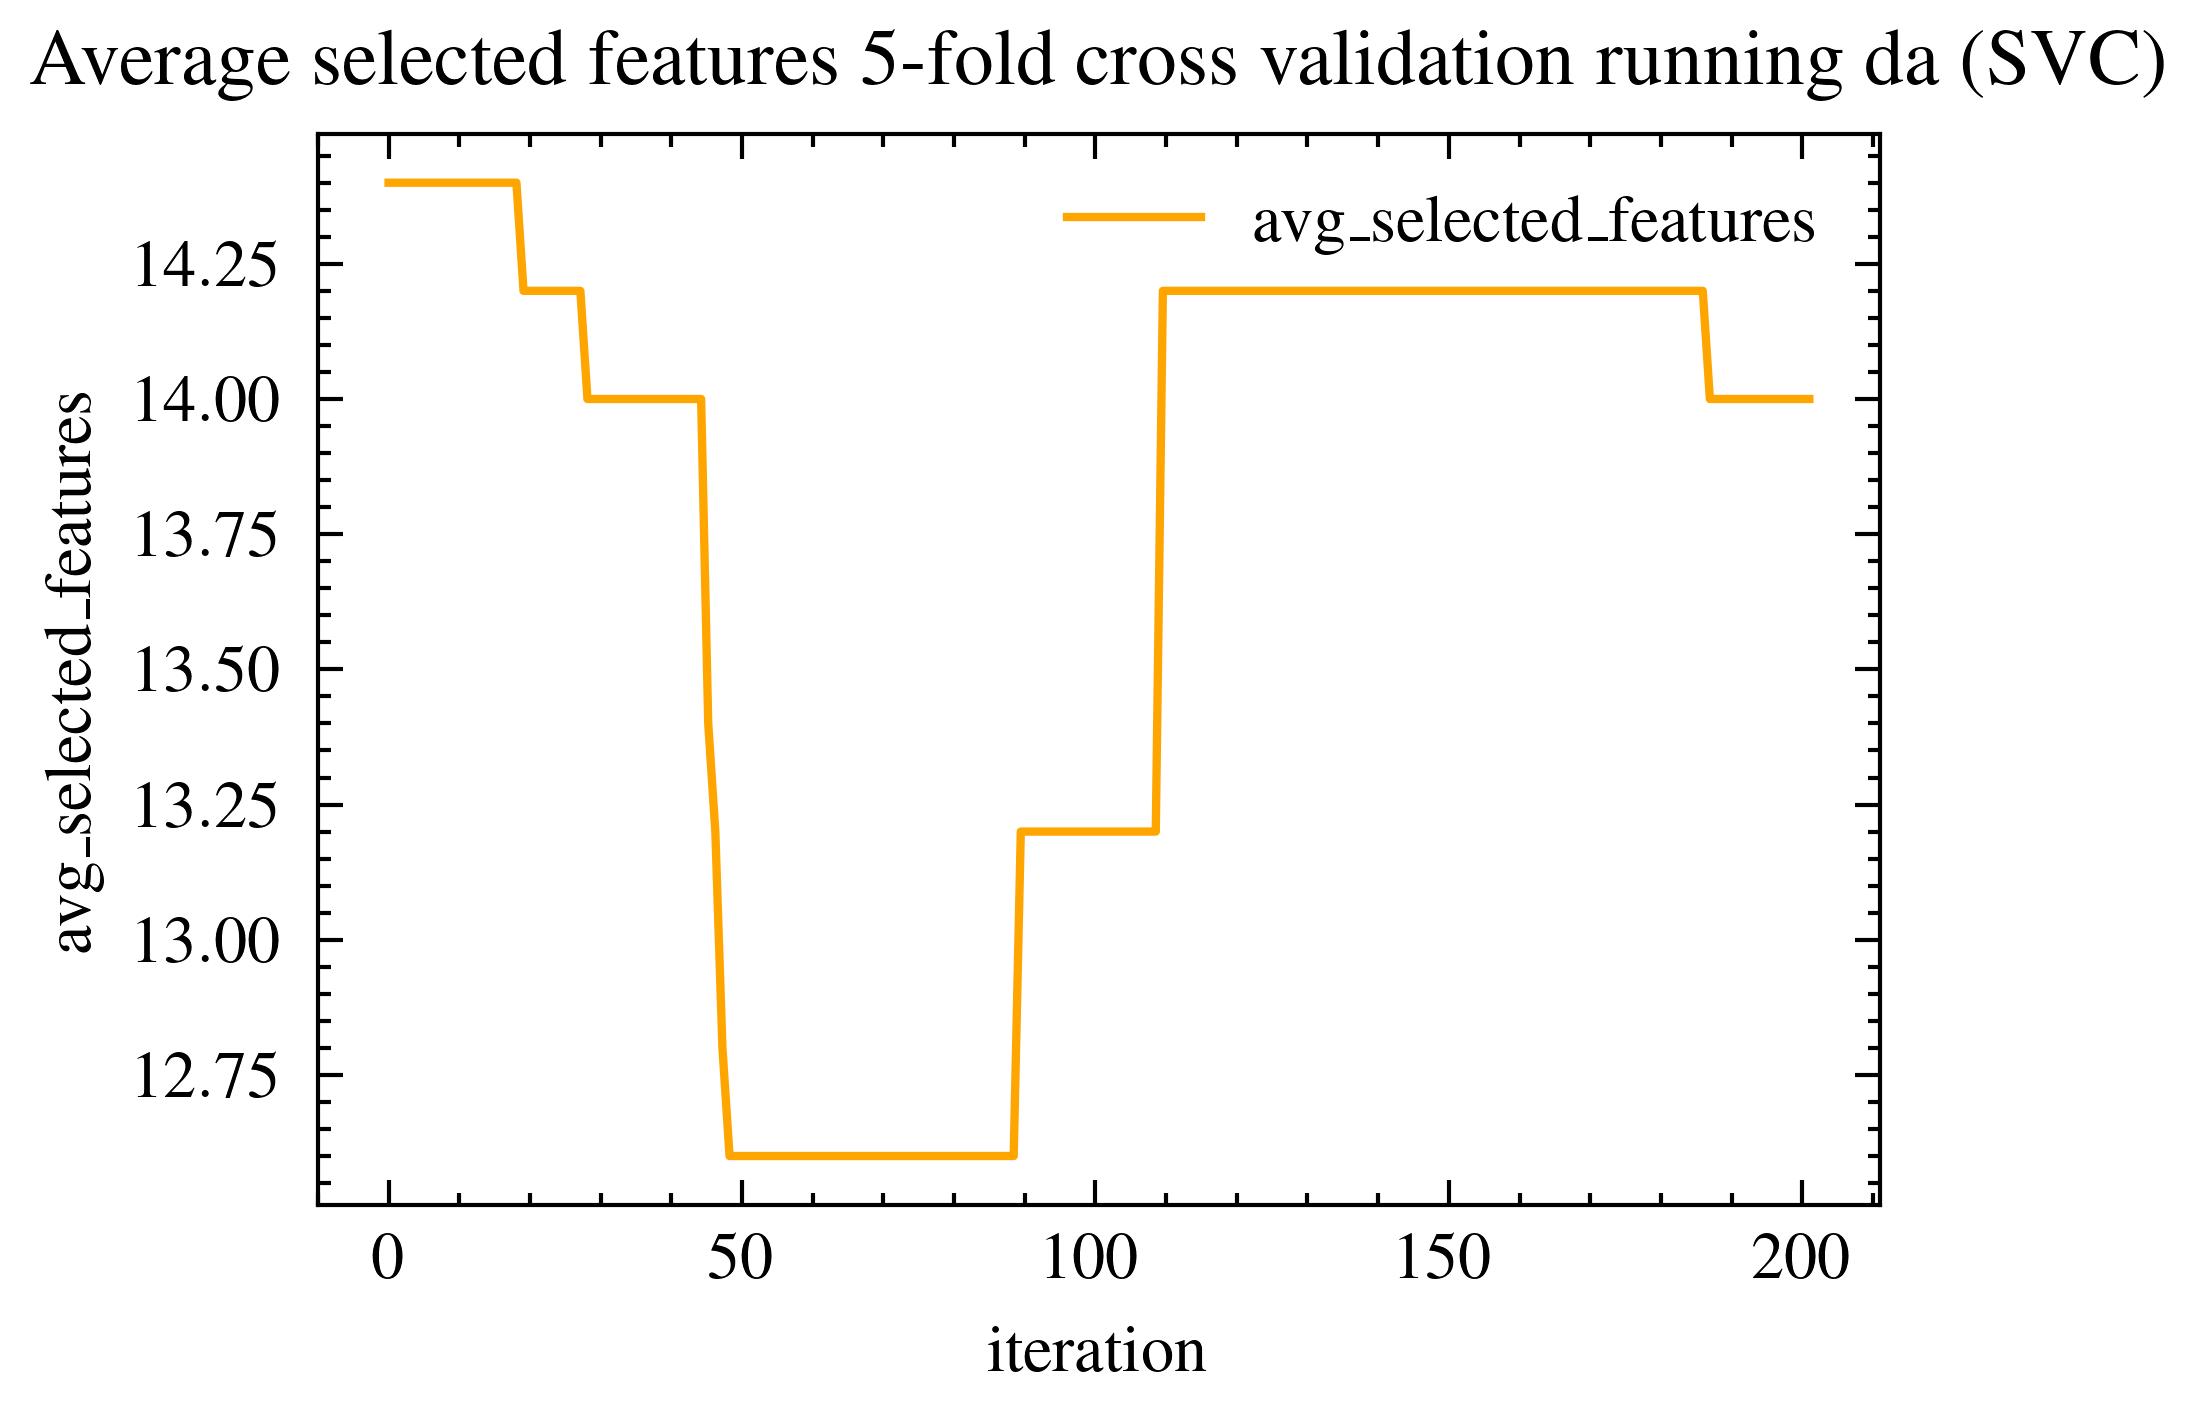 Average selected features 5-fold cross validation running da (SVC)
avg_selected_features
14.25
14.00
13.75
13.50
13.25
13.00
12.75
avg_selected_features
0 50 100 150 200
iteration